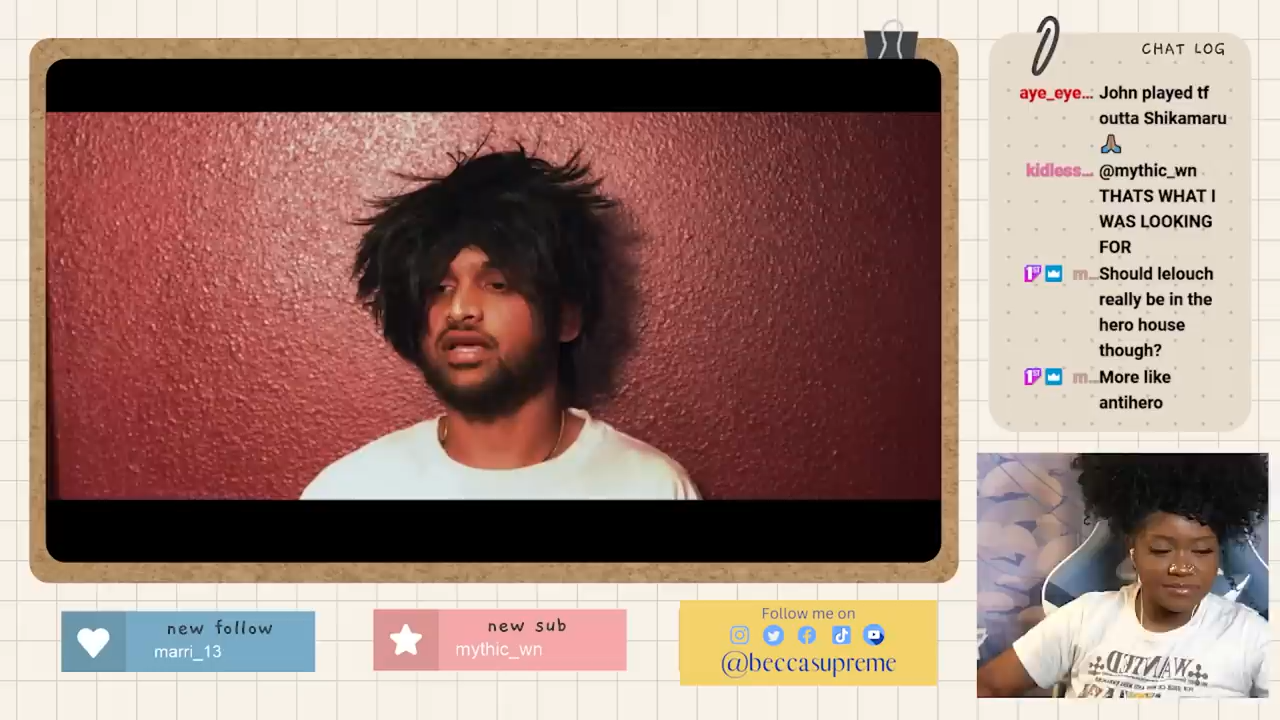 CHAT LOG
aye_eye... John played tf
outta Shikamaru
kidless... @mythic_wn
THATS WHAT I
WAS LOOKING
FOR
m... Should lelouch
really be in the
hero house
though?
m... More like
antihero
new follow
marri_13
new sub
mythic_wn
Follow me on
@beccasupreme
WANTED